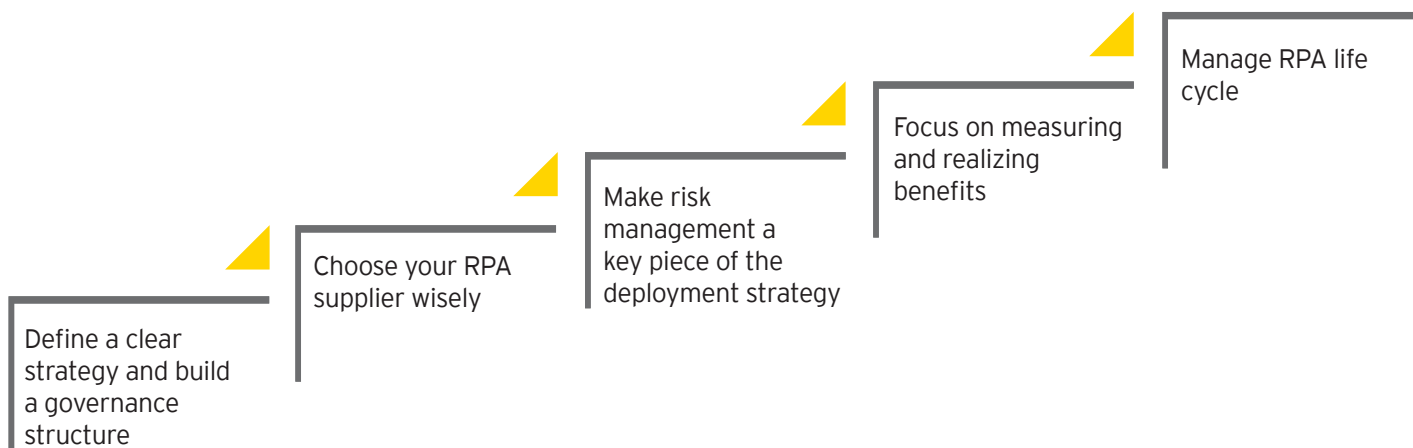 Define a clear
strategy and build
a governance
structure
Choose your RPA
supplier wisely
Make risk
management a
key piece of the
deployment strategy
Focus on measuring
and realizing
benefits
Manage RPA life
cycle